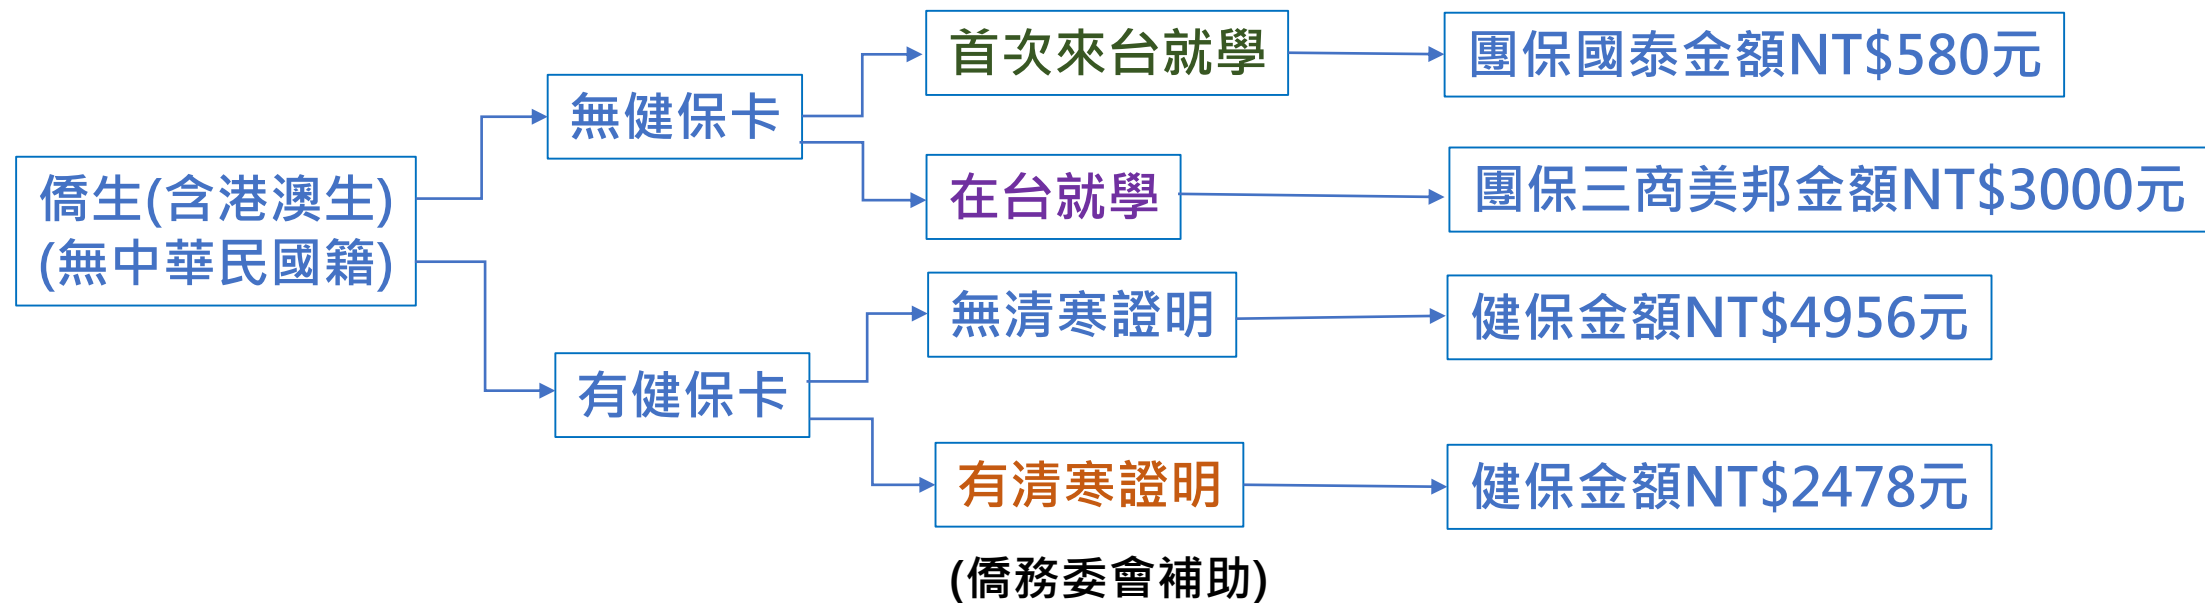 僑生(含港澳生)
(無中華民國籍)
無健保卡
首次來台就學
團保國泰金額NT$580元
在台就學
團保三商美邦金額NT$3000元
有健保卡
無清寒證明
健保金額NT$4956元
有清寒證明
健保金額NT$2478元
(僑務委會補助)